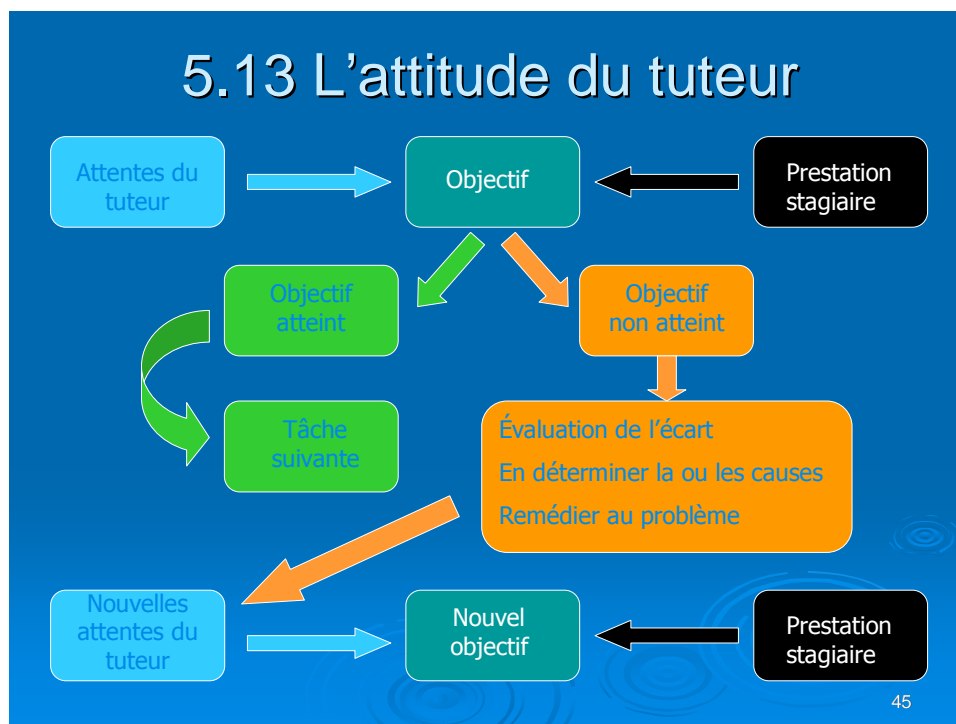 5.13 L'attitude du tuteur
Attentes du
tuteur
Objectif
Prestation
stagiaire
Objectif
atteint
Objectif
non atteint
Tâche
suivante
Évaluation de l'écart
En déterminer la ou les causes
Remédier au problème
Nouvelles
attentes du
tuteur
Nouvel
objectif
Prestation
stagiaire
45